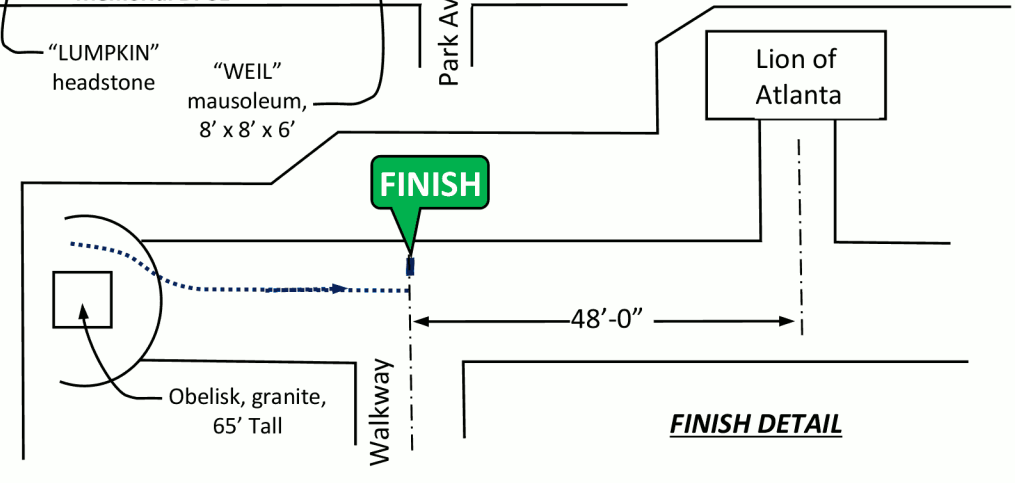 “LUMPKIN”
headstone
“WEIL”
mausoleum,
8’ x 8’ x 6’
Park Av
Lion of
Atlanta
FINISH
48’-0”
Obelisk, granite,
65’ Tall
Walkway
FINISH DETAIL